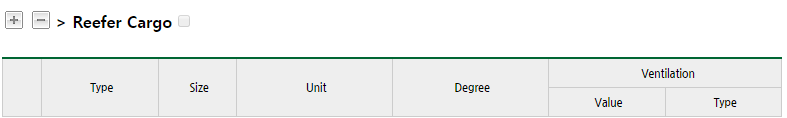 > Reefer Cargo
Type Size Unit Degree Ventilation
Value Type